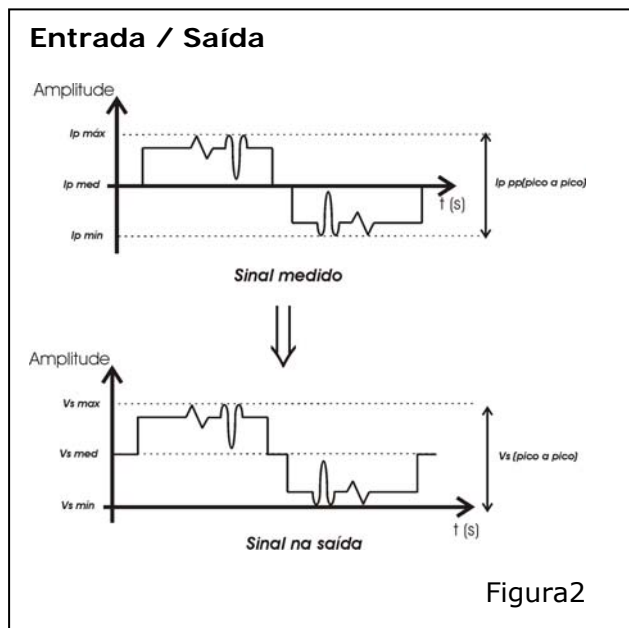 Entrada / Saída
Amplitude
Ip máx
Ip med
t (s)
Ip pp(pico a pico)
Ip min
Sinal medido
Amplitude
Vs max
Vs med
Vs (pico a pico)
Vs min
t (s)
Sinal na saída
Figura2